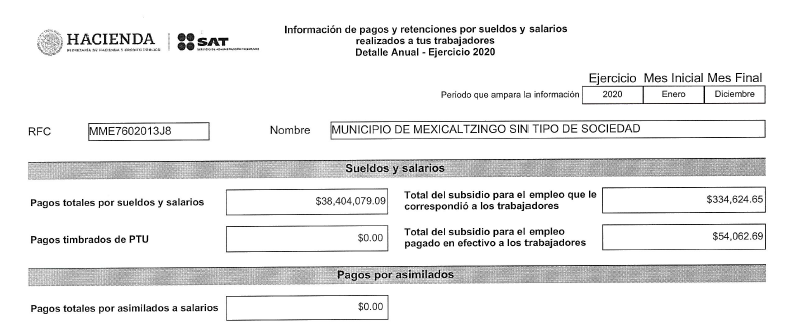 Información de pagos y retenciones por sueldos y salarios
realizados a tus trabajadores
Detalle Anual - Ejercicio 2020
HACIENDA
SECRETARÍA DE HACIENDA Y CRÉDITO PÚBLICO
SAT
SERVICIO DE ADMINISTRACIÓN TRIBUTARIA
Ejercicio Mes Inicial Mes Final
Periodo que ampara la información 2020 Enero Diciembre
RFC MME7602013J8 Nombre MUNICIPIO DE MEXICALTZINGO SIN TIPO DE SOCIEDAD
Sueldos y salarios
Pagos totales por sueldos y salarios $38,404,079.09 Total del subsidio para el empleo que le
correspondió a los trabajadores $334,624.65
Pagos timbrados de PTU $0.00 Total del subsidio para el empleo
pagado en efectivo a los trabajadores $54,062.69
Pagos por asimilados
Pagos totales por asimilados a salarios $0.00